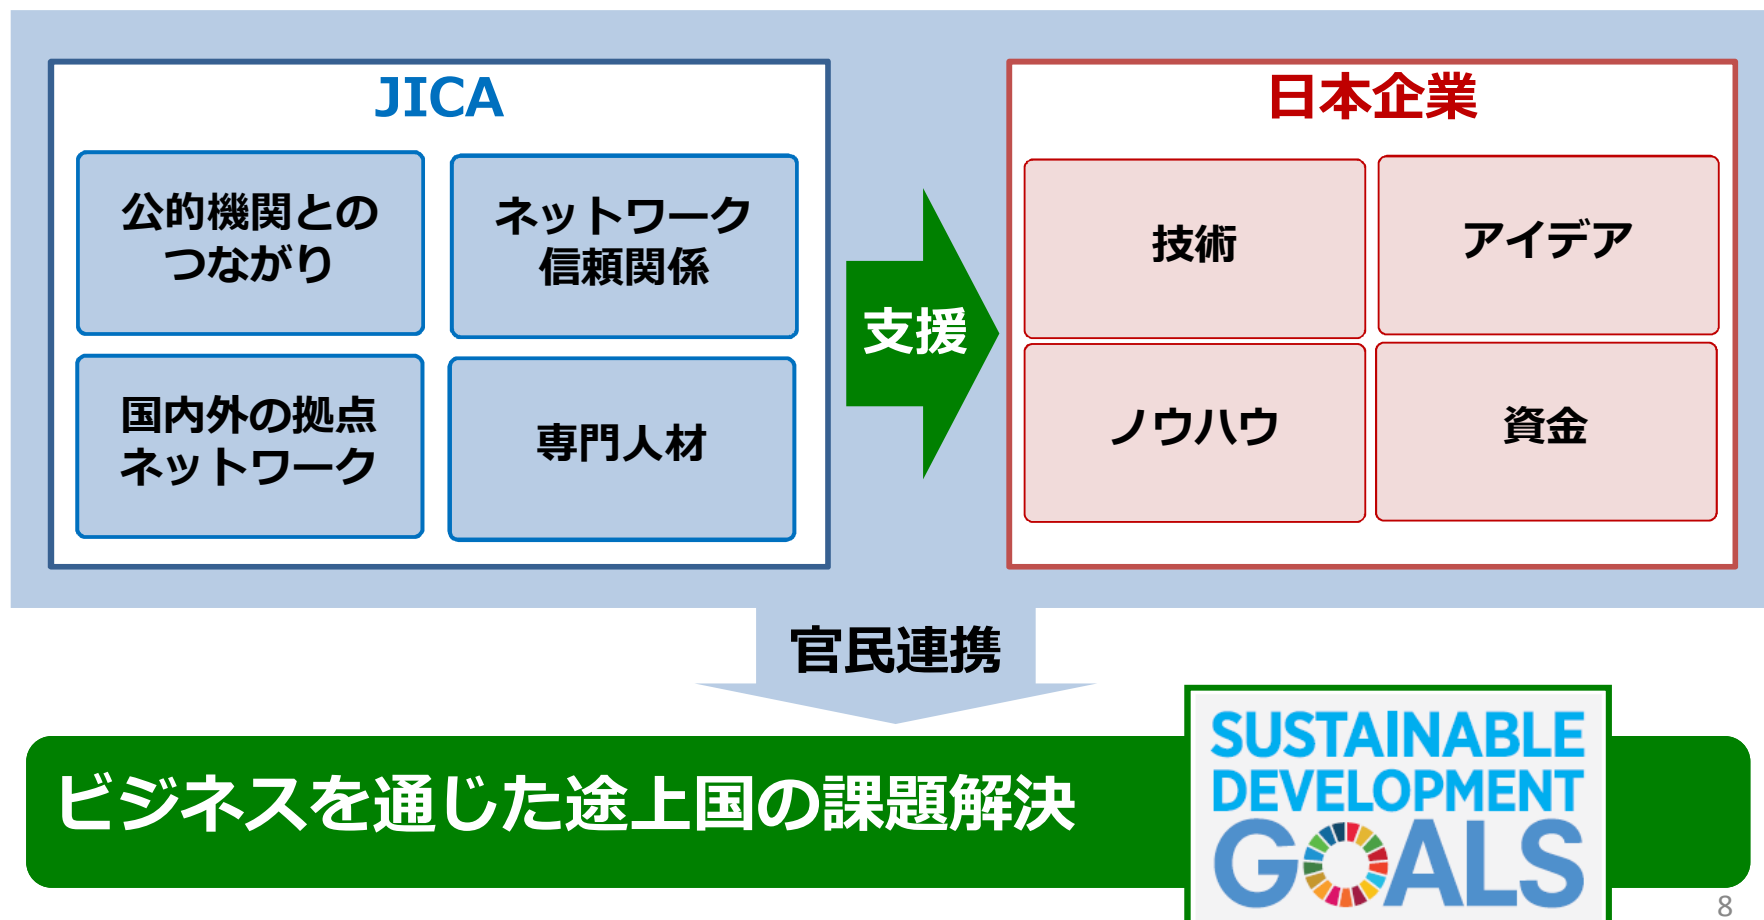 JICA
公的機関との
つながり
ネットワーク
信頼関係
国内外の拠点
ネットワーク
専門人材
支援
日本企業
技術
アイデア
ノウハウ
資金
官民連携
ビジネスを通じた途上国の課題解決
SUSTAINABLE
DEVELOPMENT
GOALS
8